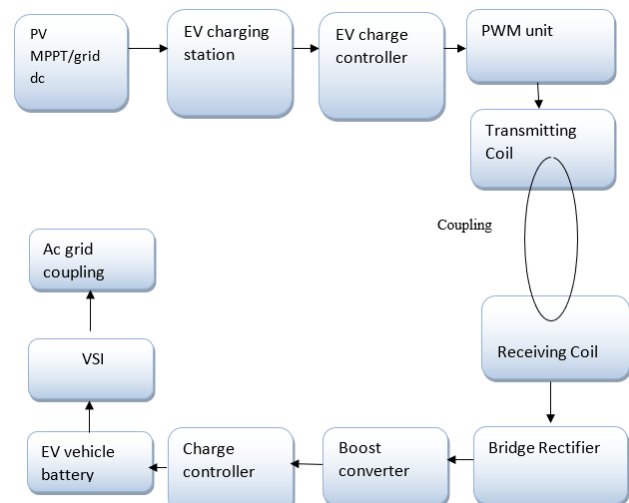 PV
MPPT/grid
dc
EV charging
station
EV charge
controller
PWM unit
Transmitting
Coil
Coupling
Receiving Coil
Bridge Rectifier
Boost
converter
Charge
controller
EV vehicle
battery
VSI
Ac grid
coupling